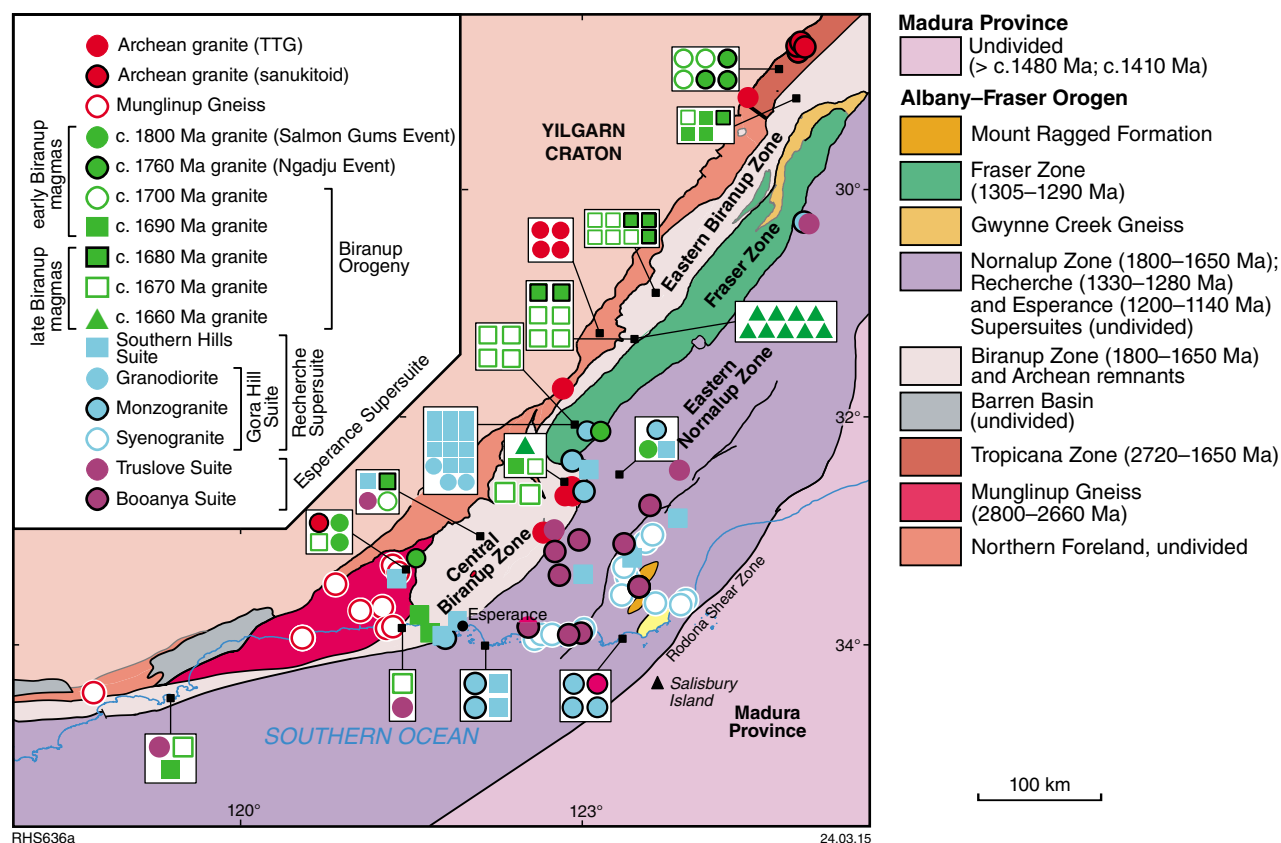 Archean granite (TTG)
Archean granite (sanukitoid)
Munglinup Gneiss
early Biranup
magmas
c. 1800 Ma granite (Salmon Gums Event)
c. 1760 Ma granite (Ngadju Event)
c. 1700 Ma granite
c. 1690 Ma granite
late Biranup
magmas
c. 1680 Ma granite
c. 1670 Ma granite
c. 1660 Ma granite
Biranup
Orogeny
Southern Hills
Suite
Granodiorite
Monzogranite
Syenogranite
Gora Hill
Suite
Recherche
Supersuite
Truslove Suite
Booanya Suite
Esperance Supersuite
YILGARN
CRATON
Eastern Biranup Zone
Fraser Zone
Eastern
Nornalup Zone
Central
Biranup Zone
Esperance
Rodona Shear Zone
Salisbury
Island
Madura
Province
SOUTHERN OCEAN
30°
32°
34°
120°
123°
RHS636a
24.03.15
Madura Province
Undivided
(> c.1480 Ma; c.1410 Ma)
Albany–Fraser Orogen
Mount Ragged Formation
Fraser Zone
(1305–1290 Ma)
Gwynne Creek Gneiss
Nornalup Zone (1800–1650 Ma);
Recherche (1330–1280 Ma)
and Esperance (1200–1140 Ma)
Supersuites (undivided)
Biranup Zone (1800–1650 Ma)
and Archean remnants
Barren Basin
(undivided)
Tropicana Zone (2720–1650 Ma)
Munglinup Gneiss
(2800–2660 Ma)
Northern Foreland, undivided
100 km